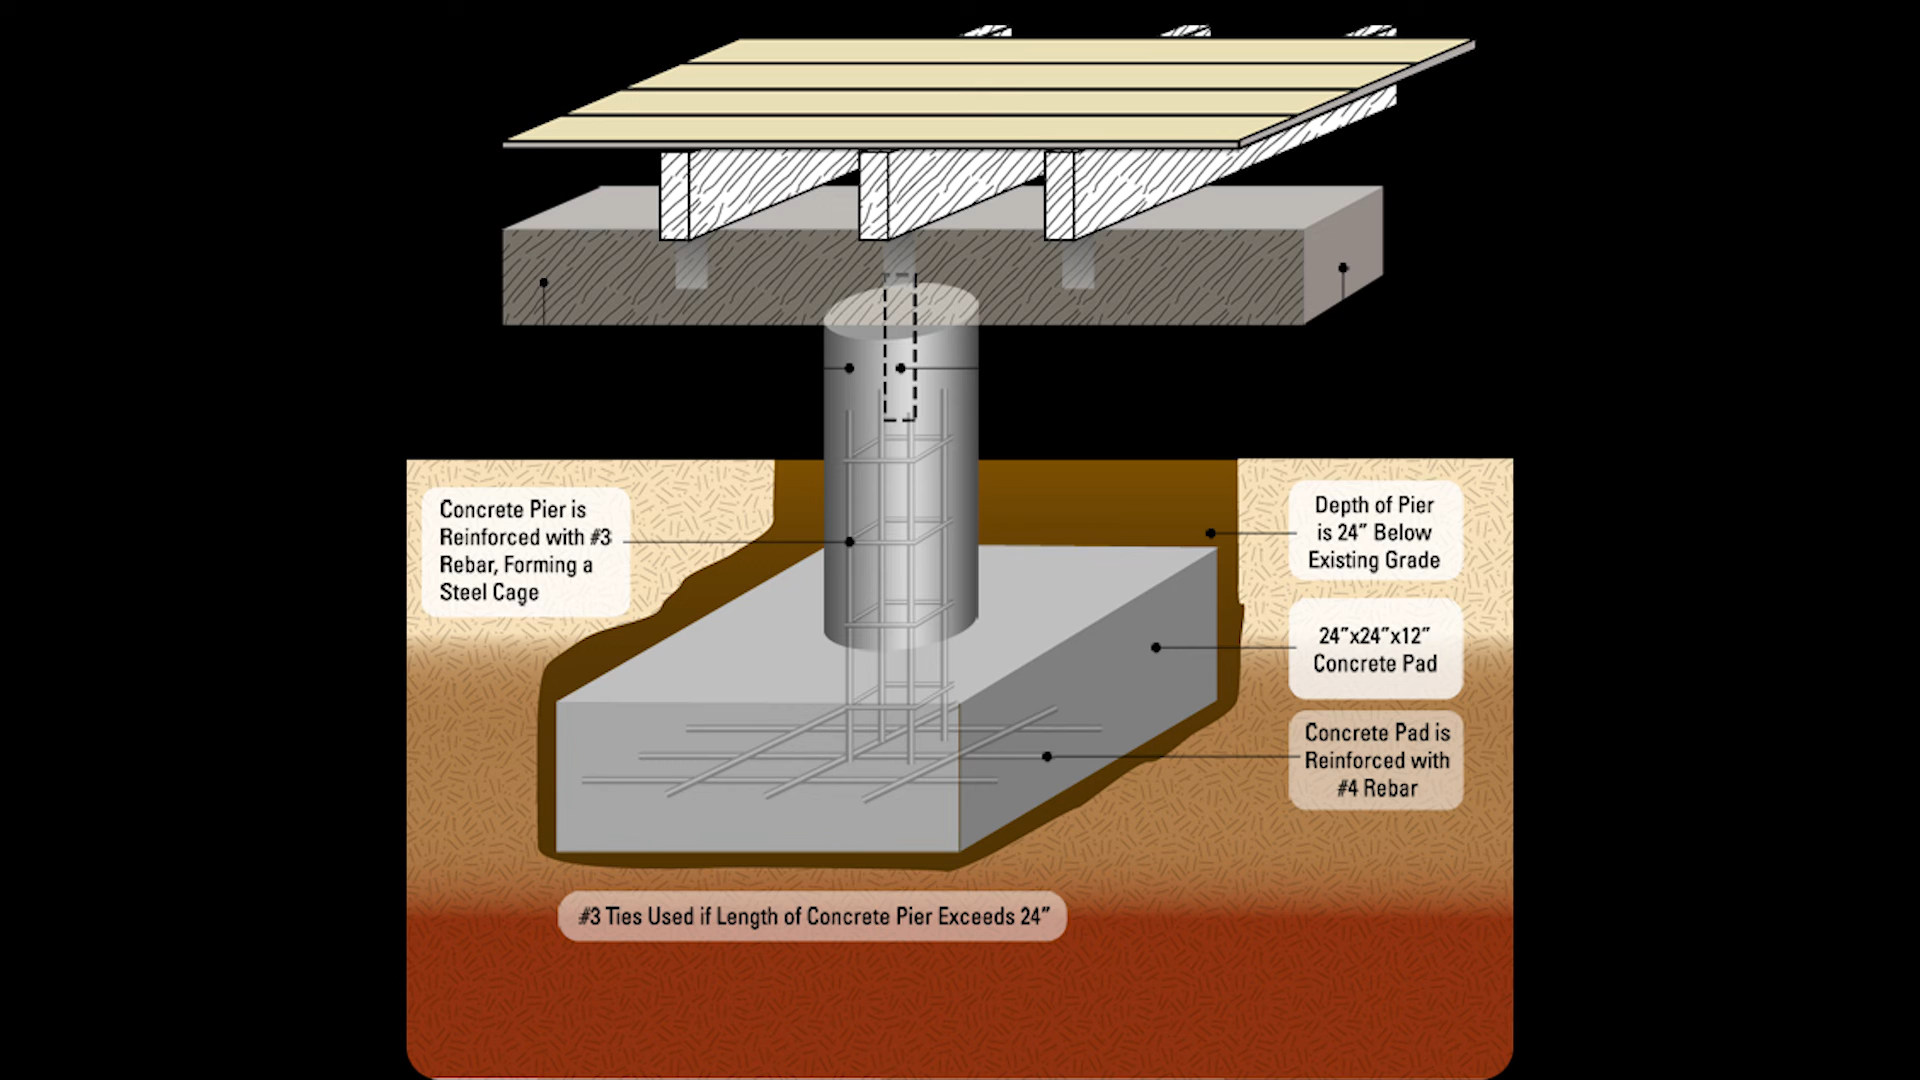 Concrete Pier is
Reinforced with #3
Rebar, Forming a
Steel Cage
Depth of Pier
is 24” Below
Existing Grade
24”x24”x12”
Concrete Pad
Concrete Pad is
Reinforced with
#4 Rebar
#3 Ties Used if Length of Concrete Pier Exceeds 24”